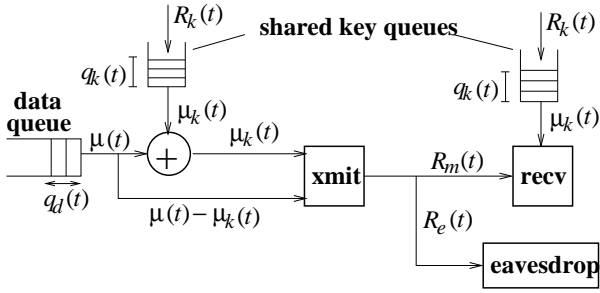 R_k(t)
shared key queues
R_k(t)
q_k(t)
q_k(t)
data
queue
μ_k(t)
μ_k(t)
μ(t)
+
μ_k(t)
xmit
R_m(t)
recv
q_d(t)
μ(t) − μ_k(t)
R_e(t)
eavesdrop